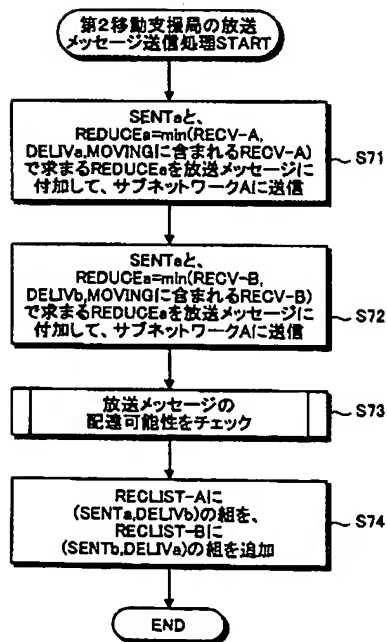 第2移動支援局の放送
メッセージ送信処理START
SENTaと、
REDUCEa=min(RECV-A,
DELIVa,MOVINGに含まれるRECV-A)
で求まるREDUCEaを放送メッセージに
付加して、サブネットワークAに送信
S71
SENTaと、
REDUCEa=min(RECV-B,
DELIVb,MOVINGに含まれるRECV-B)
で求まるREDUCEaを放送メッセージに
付加して、サブネットワークAに送信
S72
放送メッセージの
配達可能性をチェック
S73
RECLIST-Aに
(SENTa,DELIVb)の組を、
RECLIST-Bに
(SENTb,DELIVa)の組を追加
S74
END